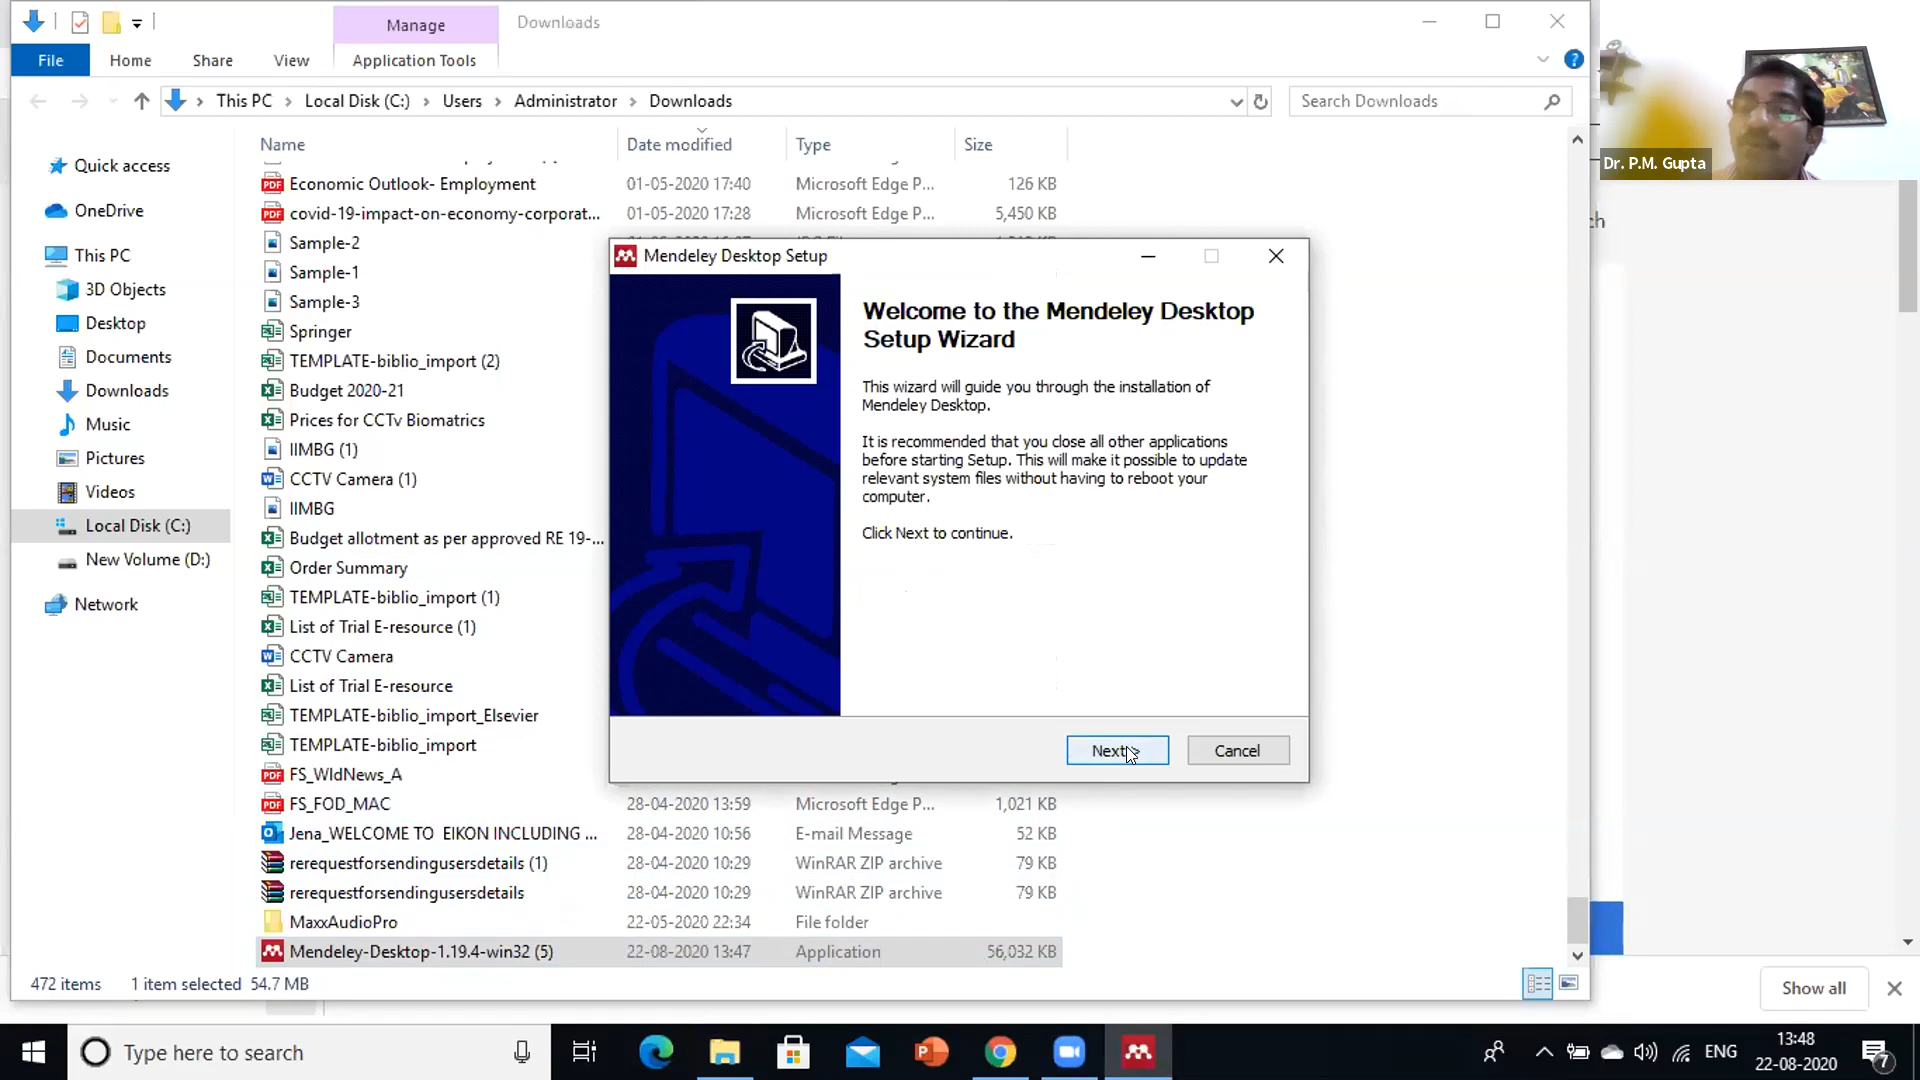 Manage
Downloads
File
Home
Share
View
Application Tools
This PC
Local Disk (C:)
Users
Administrator
Downloads
Search Downloads
Dr. P.M. Gupta
Name
Date modified
Type
Size
Quick access
OneDrive
This PC
3D Objects
Desktop
Documents
Downloads
Music
Pictures
Videos
Local Disk (C:)
New Volume (D:)
Network
Economic Outlook- Employment 01-05-2020 17:40 Microsoft Edge P... 126 KB
covid-19-impact-on-economy-corporat... 01-05-2020 17:28 Microsoft Edge P... 5,450 KB
Sample-2
Sample-1
Sample-3
Springer
TEMPLATE-biblio_import (2)
Budget 2020-21
Prices for CCTv Biomatrics
IIMBG (1)
CCTV Camera (1)
IIMBG
Budget allotment as per approved RE 19-...
Order Summary
TEMPLATE-biblio_import (1)
List of Trial E-resource (1)
CCTV Camera
List of Trial E-resource
TEMPLATE-biblio_import_Elsevier
TEMPLATE-biblio_import
FS_WldNews_A
FS_FOD_MAC 28-04-2020 13:59 Microsoft Edge P... 1,021 KB
Jena_WELCOME TO EIKON INCLUDING ... 28-04-2020 10:56 E-mail Message 52 KB
rerequestforsendingusersdetails (1) 28-04-2020 10:29 WinRAR ZIP archive 79 KB
rerequestforsendingusersdetails 28-04-2020 10:29 WinRAR ZIP archive 79 KB
MaxxAudioPro 22-05-2020 22:34 File folder
Mendeley-Desktop-1.19.4-win32 (5) 22-08-2020 13:47 Application 56,032 KB
Mendeley Desktop Setup
Welcome to the Mendeley Desktop
Setup Wizard
This wizard will guide you through the installation of
Mendeley Desktop.
It is recommended that you close all other applications
before starting Setup. This will make it possible to update
relevant system files without having to reboot your
computer.
Click Next to continue.
Next >
Cancel
472 items
1 item selected 54.7 MB
Show all
Type here to search
ENG
13:48
22-08-2020
7